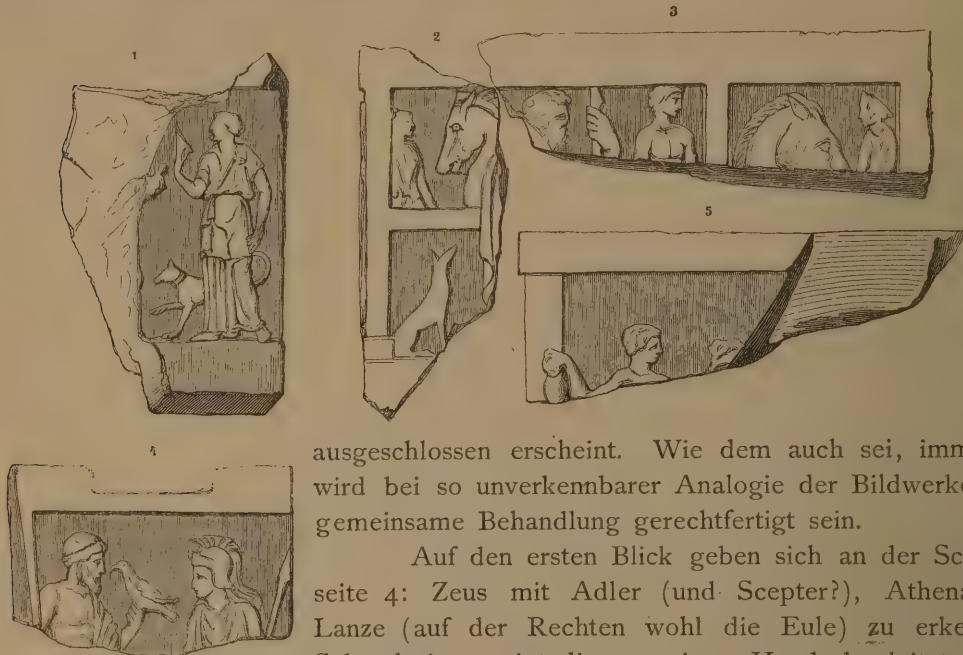 1
2
3
4
5
ausgeschlossen erscheint. Wie dem auch sei, imm
wird bei so unverkennbarer Analogie der Bildwerke
gemeinsame Behandlung gerechtfertigt sein.
Auf den ersten Blick geben sich an der Sc
seite 4: Zeus mit Adler (und Scepter?), Athena
Lanze (auf der Rechten wohl die Eule) zu erke